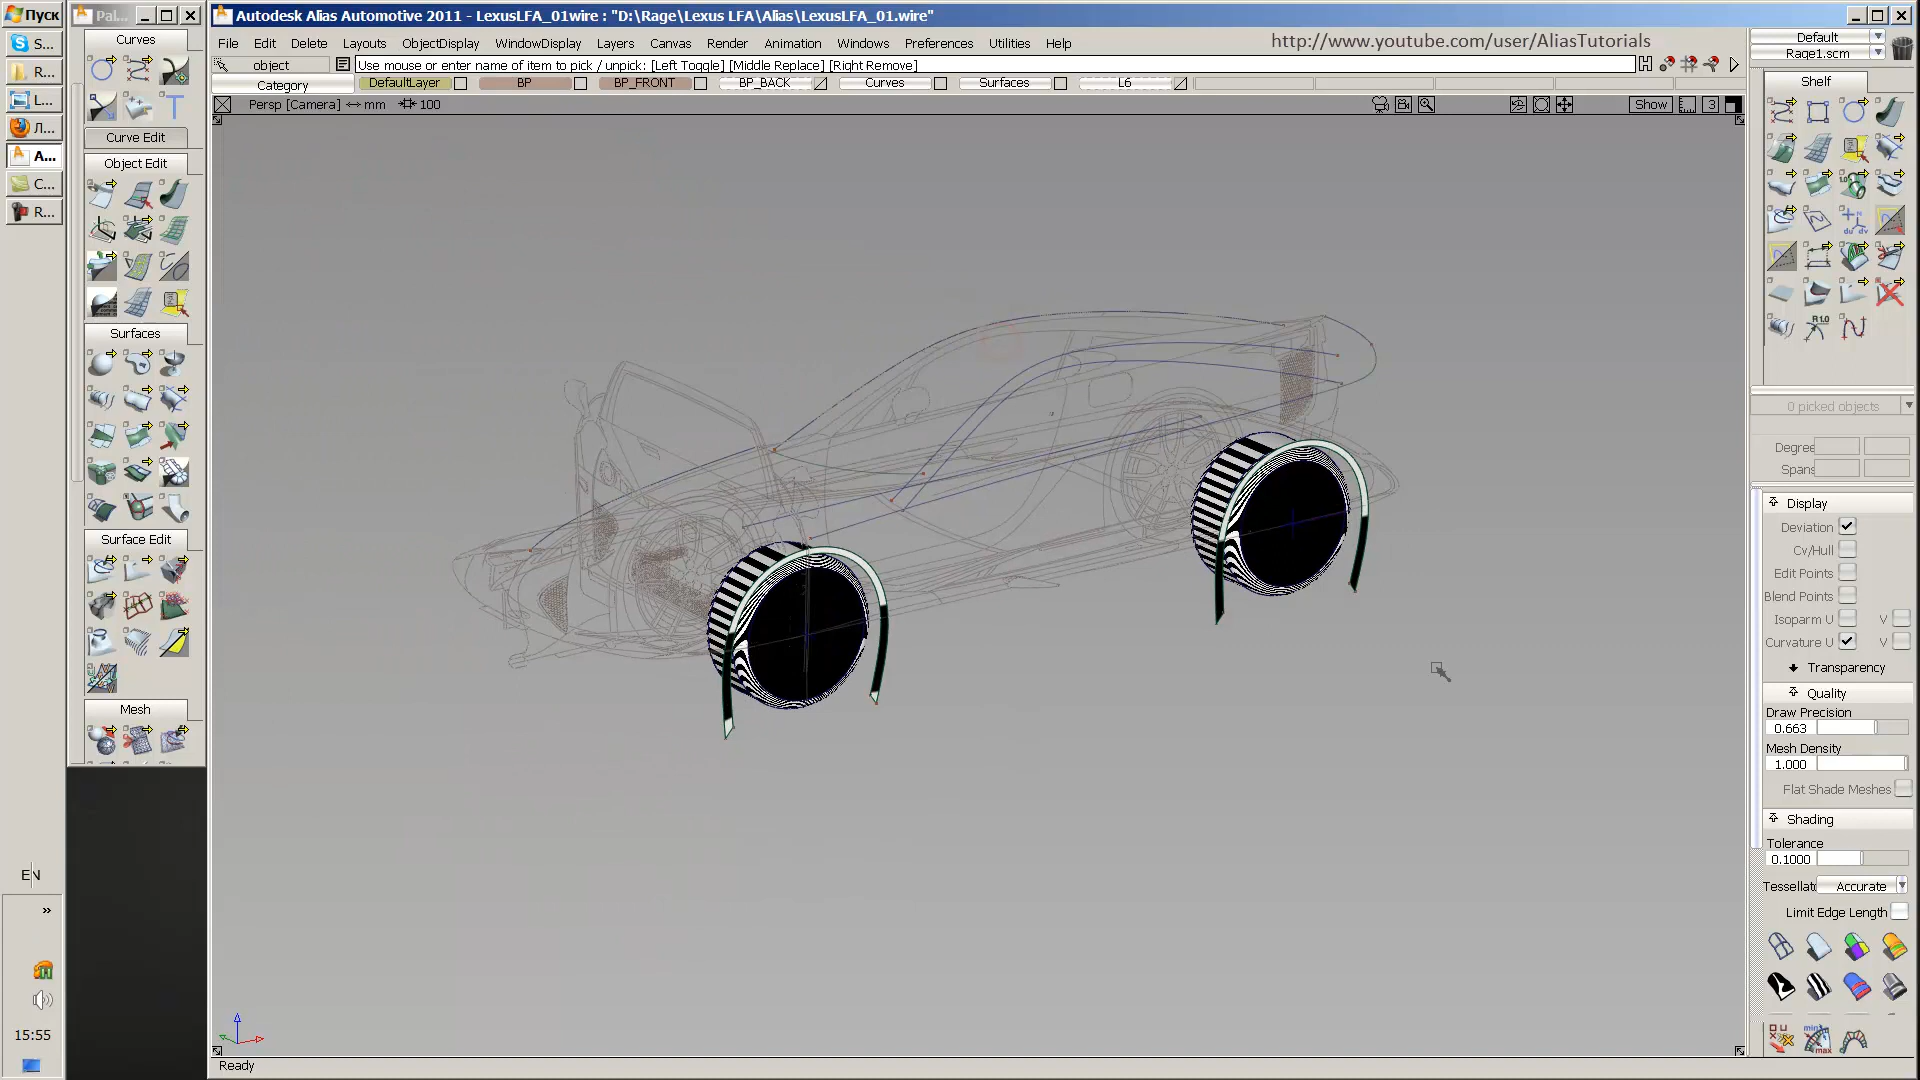 Пуск
Pal...
Autodesk Alias Automotive 2011 - LexusLFA_01wire : "D:\Rage\Lexus LFA\Alias\LexusLFA_01.wire"
File Edit Delete Layouts ObjectDisplay WindowDisplay Layers Canvas Render Animation Windows Preferences Utilities Help
http://www.youtube.com/user/AliasTutorials
Default
Rage1.scm
object
Use mouse or enter name of item to pick / unpick: [Left Toggle] [Middle Replace] [Right Remove]
Category DefaultLayer BP BP_FRONT BP_BACK Curves Surfaces L6
Persp [Camera] mm 100
Show 3
S...
R...
L...
Л...
A...
C...
R...
Curves
Curve Edit
Object Edit
Surfaces
Surface Edit
Mesh
Shelf
0 picked objects
Degree
Spans
Display
Deviation
Cv/Hull
Edit Points
Blend Points
Isoparm U V
Curvature U V
Transparency
Quality
Draw Precision
0.663
Mesh Density
1.000
Flat Shade Meshes
Shading
Tolerance
0.1000
Tessellato Accurate
Limit Edge Length
EN
»
15:55
Ready